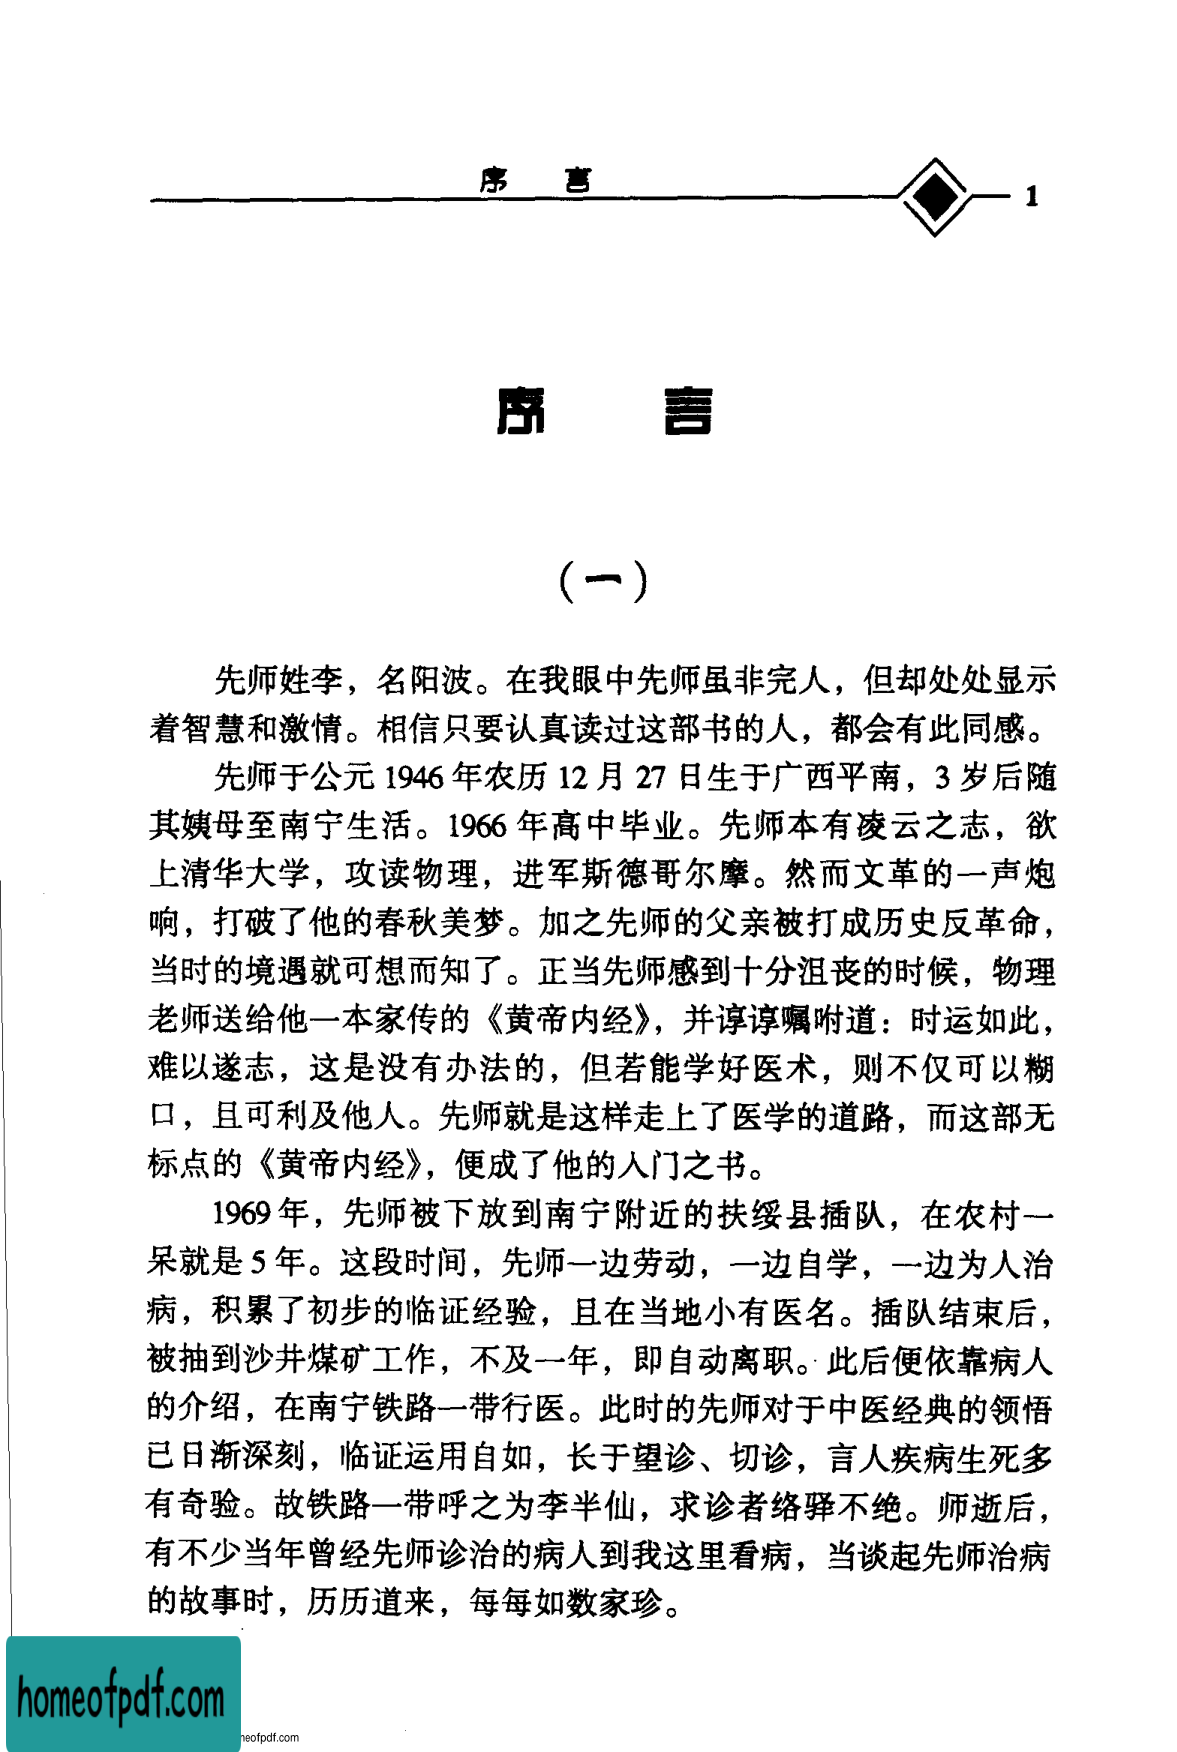 序 言
1
序 言
（一）
先师姓李，名阳波。在我眼中先师虽非完人，但却处处显示
着智慧和激情。相信只要认真读过这部书的人，都会有此同感。
先师于公元 1946 年农历 12 月 27 日生于广西平南，3 岁后随
其姨母至南宁生活。1966 年高中毕业。先师本有凌云之志，欲
上清华大学，攻读物理，进军斯德哥尔摩。然而文革的一声炮
响，打破了他的春秋美梦。加之先师的父亲被打成历史反革命，
当时的境遇就可想而知了。正当先师感到十分沮丧的时候，物理
老师送给他一本家传的《黄帝内经》，并谆谆嘱咐道：时运如此，
难以遂志，这是没有办法的，但若能学好医术，则不仅可以糊
口，且可利及他人。先师就是这样走上了医学的道路，而这部无
标点的《黄帝内经》，便成了他的入门之书。
1969 年，先师被下放到南宁附近的扶绥县插队，在农村一
呆就是 5 年。这段时间，先师一边劳动，一边自学，一边为人治
病，积累了初步的临证经验，且在当地小有医名。插队结束后，
被抽到沙井煤矿工作，不及一年，即自动离职。此后便依靠病人
的介绍，在南宁铁路一带行医。此时的先师对于中医经典的领悟
已日渐深刻，临证运用自如，长于望诊、切诊，言人疾病生死多
有奇验。故铁路一带呼之为李半仙，求诊者络驿不绝。师逝后，
有不少当年曾经先师诊治的病人到我这里看病，当谈起先师治病
的故事时，历历道来，每每如数家珍。
homeofpdf.com
neofpdf.com